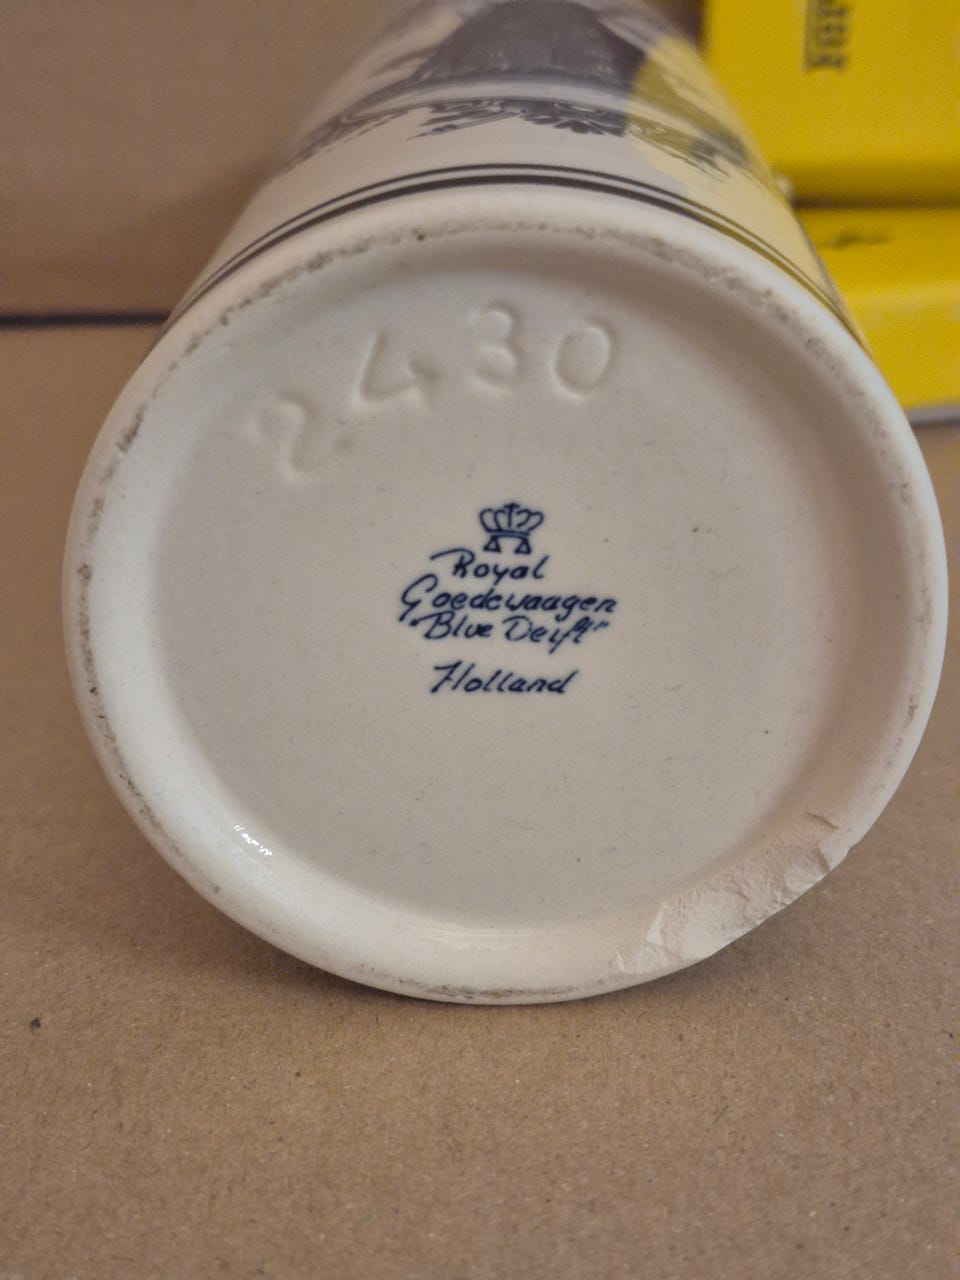 2430
Royal
Goedewaagen
"Blue Delft"
Holland